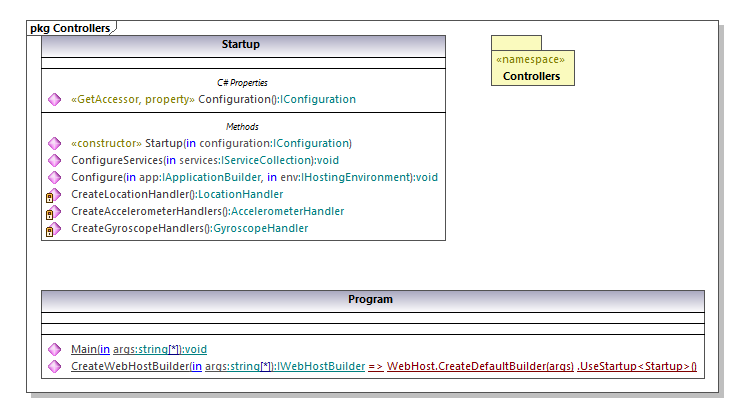 pkg Controllers
Startup
C# Properties
«GetAccessor, property» Configuration():IConfiguration
Methods
«constructor» Startup(in configuration:IConfiguration)
ConfigureServices(in services:IServiceCollection):void
Configure(in app:IApplicationBuilder, in env:IHostingEnvironment):void
CreateLocationHandler():LocationHandler
CreateAccelerometerHandlers():AccelerometerHandler
CreateGyroscopeHandlers():GyroscopeHandler
«namespace»
Controllers
Program
Main(in args:string[*]):void
CreateWebHostBuilder(in args:string[*]):IWebHostBuilder => WebHost.CreateDefaultBuilder(args) .UseStartup<Startup>()